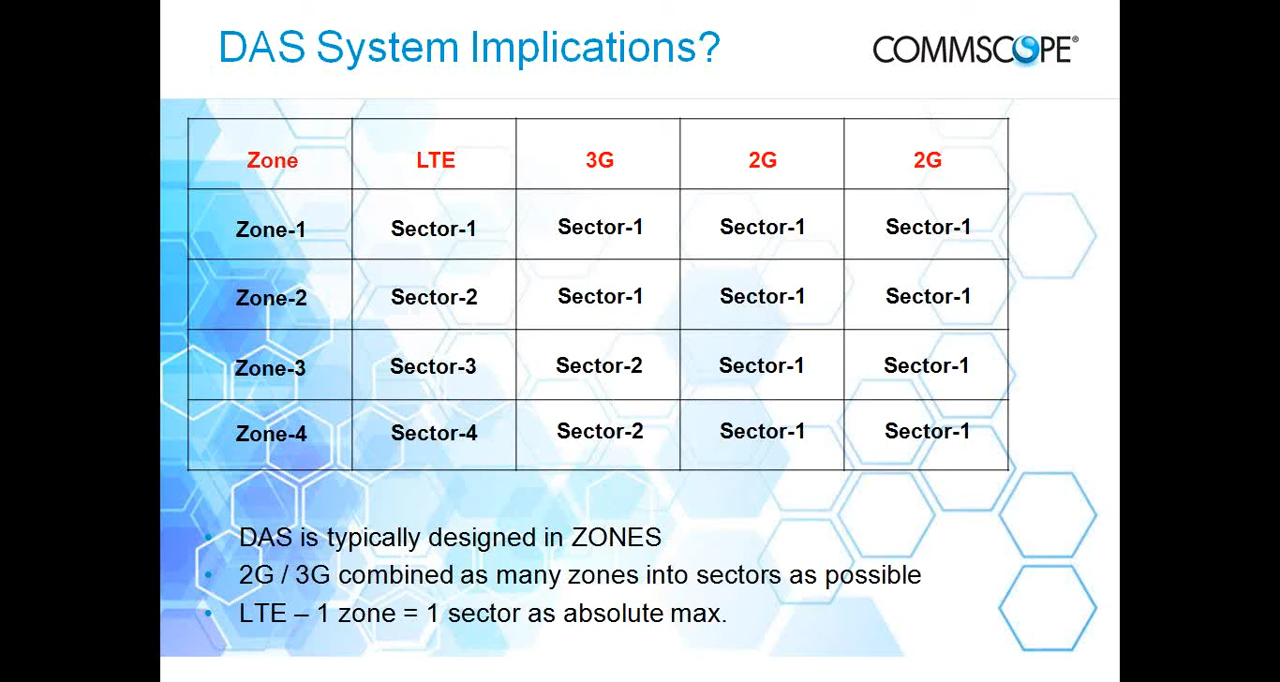 DAS System Implications?
COMMSCOPE®
Zone LTE 3G 2G 2G
Zone-1 Sector-1 Sector-1 Sector-1 Sector-1
Zone-2 Sector-2 Sector-1 Sector-1 Sector-1
Zone-3 Sector-3 Sector-2 Sector-1 Sector-1
Zone-4 Sector-4 Sector-2 Sector-1 Sector-1
• DAS is typically designed in ZONES
• 2G / 3G combined as many zones into sectors as possible
• LTE – 1 zone = 1 sector as absolute max.